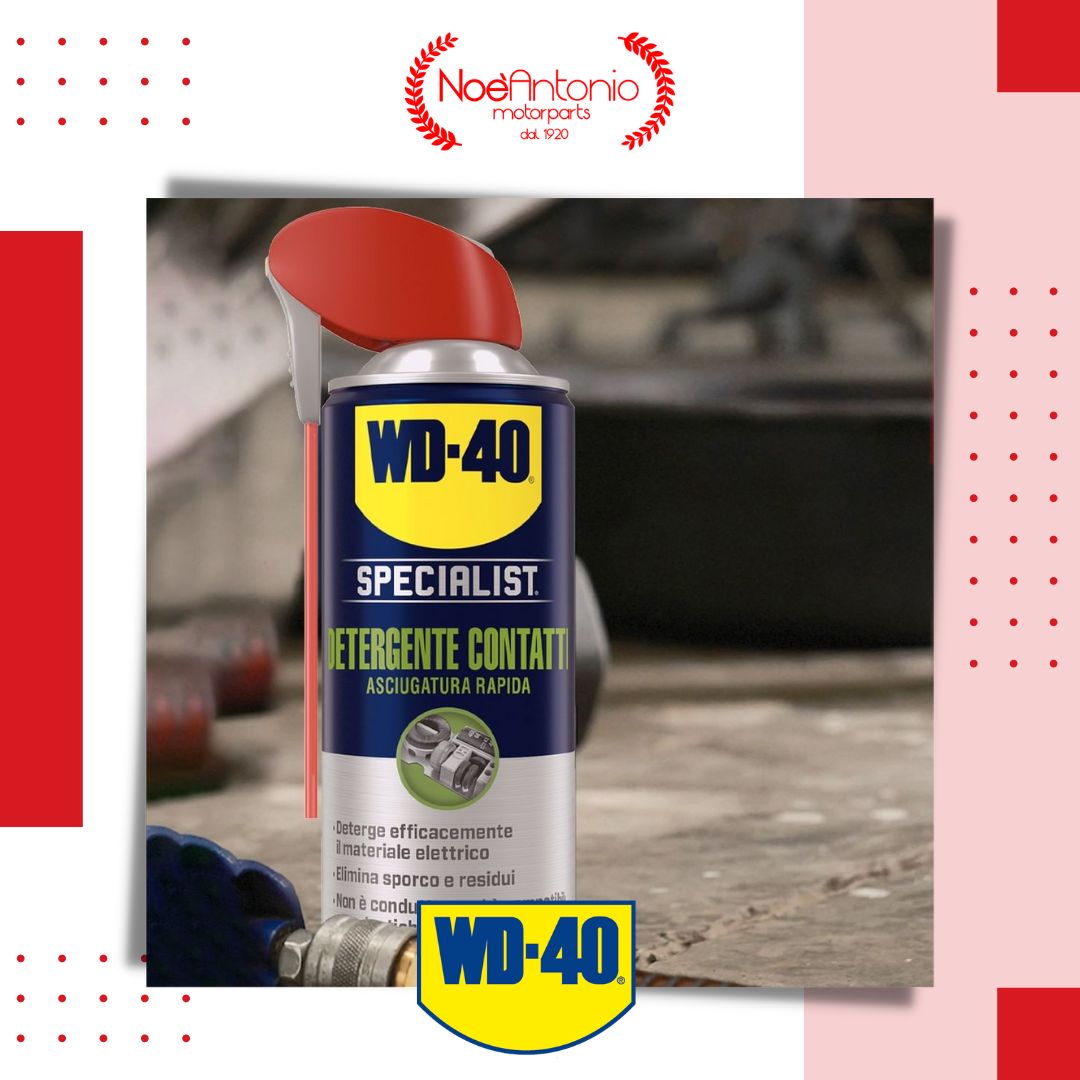 NoèAntonio
motorparts
dal 1920
WD-40®
SPECIALIST®
DETERGENTE CONTATTI
ASCIUGATURA RAPIDA
· Deterge efficacemente
il materiale elettrico
· Elimina sporco e residui
· Non è
WD-40®